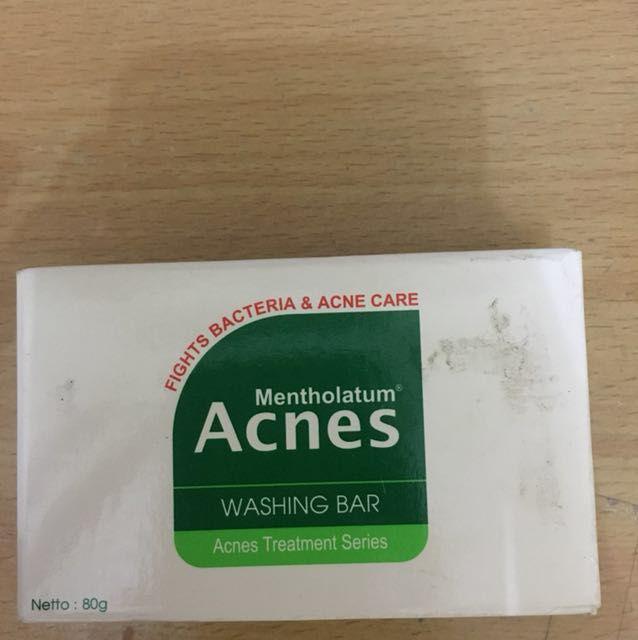 FIGHTS BACTERIA & ACNE CARE
Mentholatum®
Acnes
WASHING BAR
Acnes Treatment Series
Netto : 80g